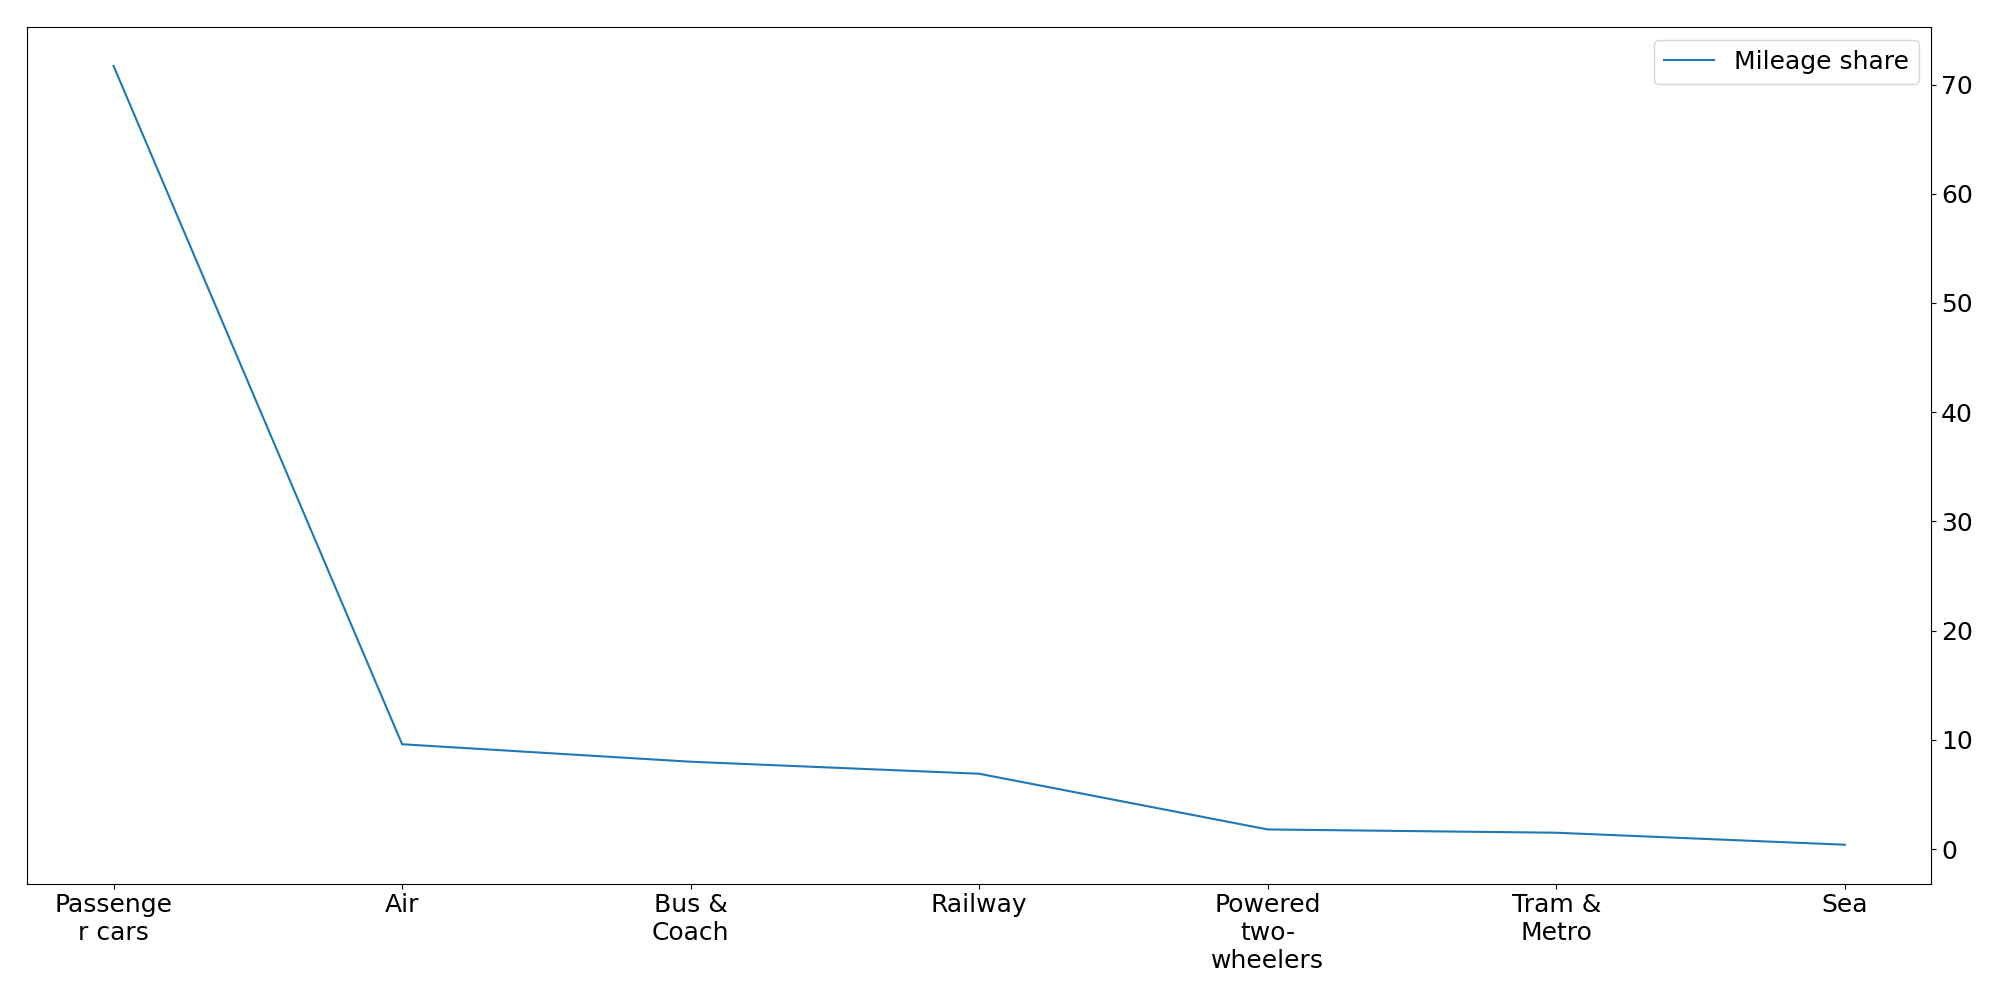 Mileage share
70
60
50
40
30
20
10
0
Passenge
r cars
Air
Bus &
Coach
Railway
Powered
two-
wheelers
Tram &
Metro
Sea